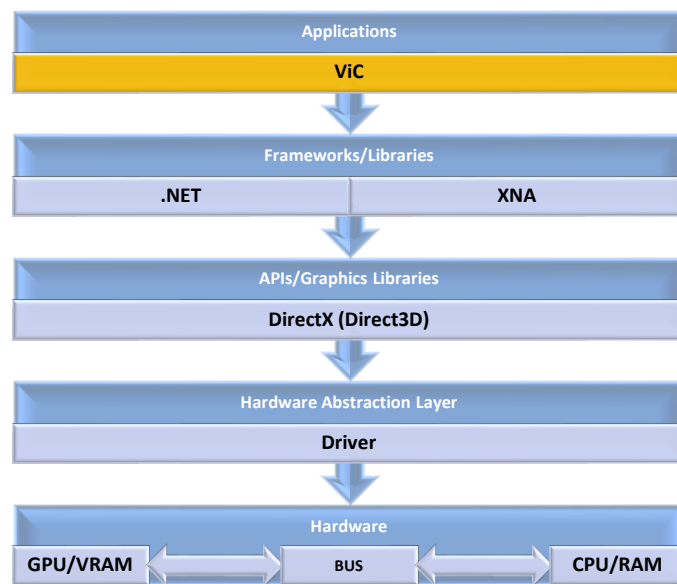 Applications
ViC
Frameworks/Libraries
.NET XNA
APIs/Graphics Libraries
DirectX (Direct3D)
Hardware Abstraction Layer
Driver
Hardware
GPU/VRAM BUS CPU/RAM